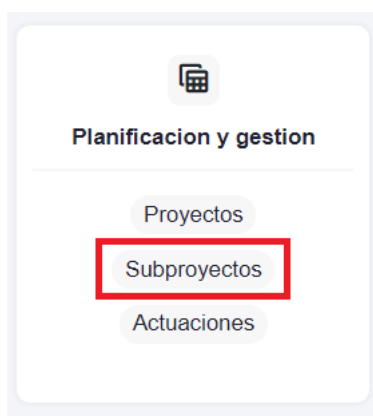 Planificacion y gestion
Proyectos
Subproyectos
Actuaciones